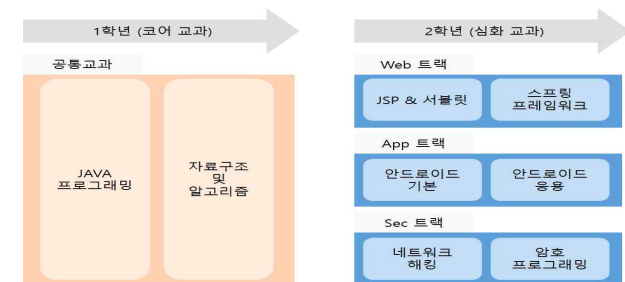 1학년 (코어 교과)
공통교과
JAVA
프로그래밍
자료구조
및
알고리즘
2학년 (심화 교과)
Web 트랙
JSP & 서블릿
스프링
프레임워크
App 트랙
안드로이드
기본
안드로이드
응용
Sec 트랙
네트워크
해킹
암호
프로그래밍